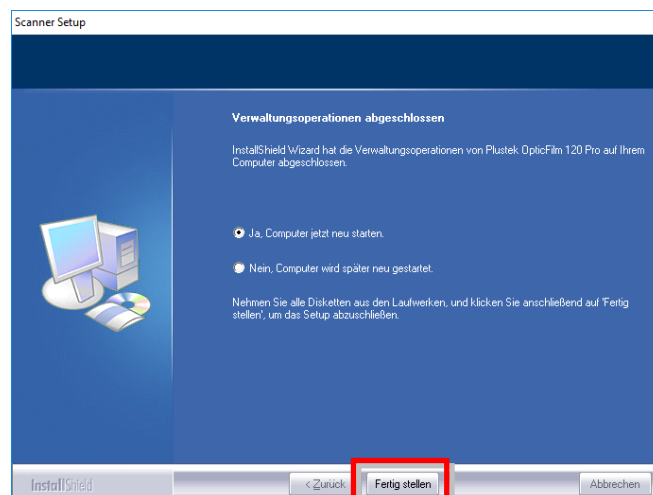 Scanner Setup
Verwaltungsoperationen abgeschlossen
InstallShield Wizard hat die Verwaltungsoperationen von Plustek OpticFilm 120 Pro auf Ihrem
Computer abgeschlossen.
Ja, Computer jetzt neu starten.
Nein, Computer wird später neu gestartet.
Nehmen Sie alle Disketten aus den Laufwerken, und klicken Sie anschließend auf 'Fertig
stellen', um das Setup abzuschließen.
InstallShield
< Zurück
Fertig stellen
Abbrechen